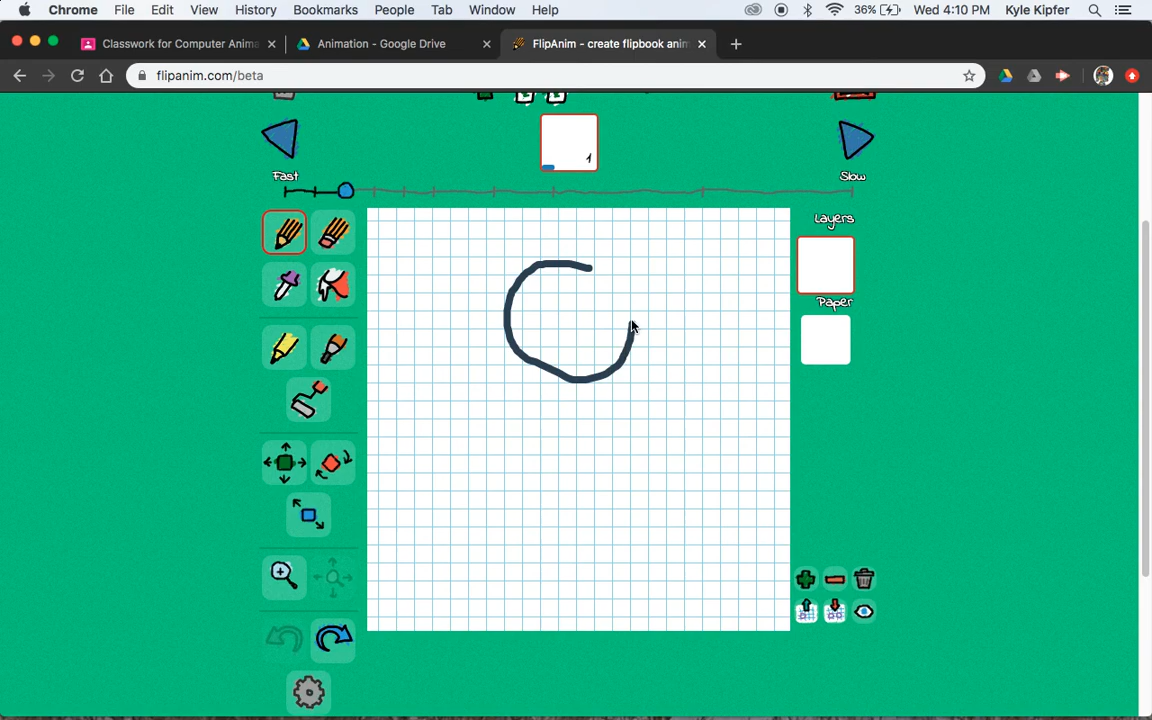 Chrome File Edit View History Bookmarks People Tab Window Help 36% Wed 4:10 PM Kyle Kipfer
Classwork for Computer Anima Animation - Google Drive FlipAnim - create flipbook anim
flipanim.com/beta
1
Fast Slow
Layers
Paper